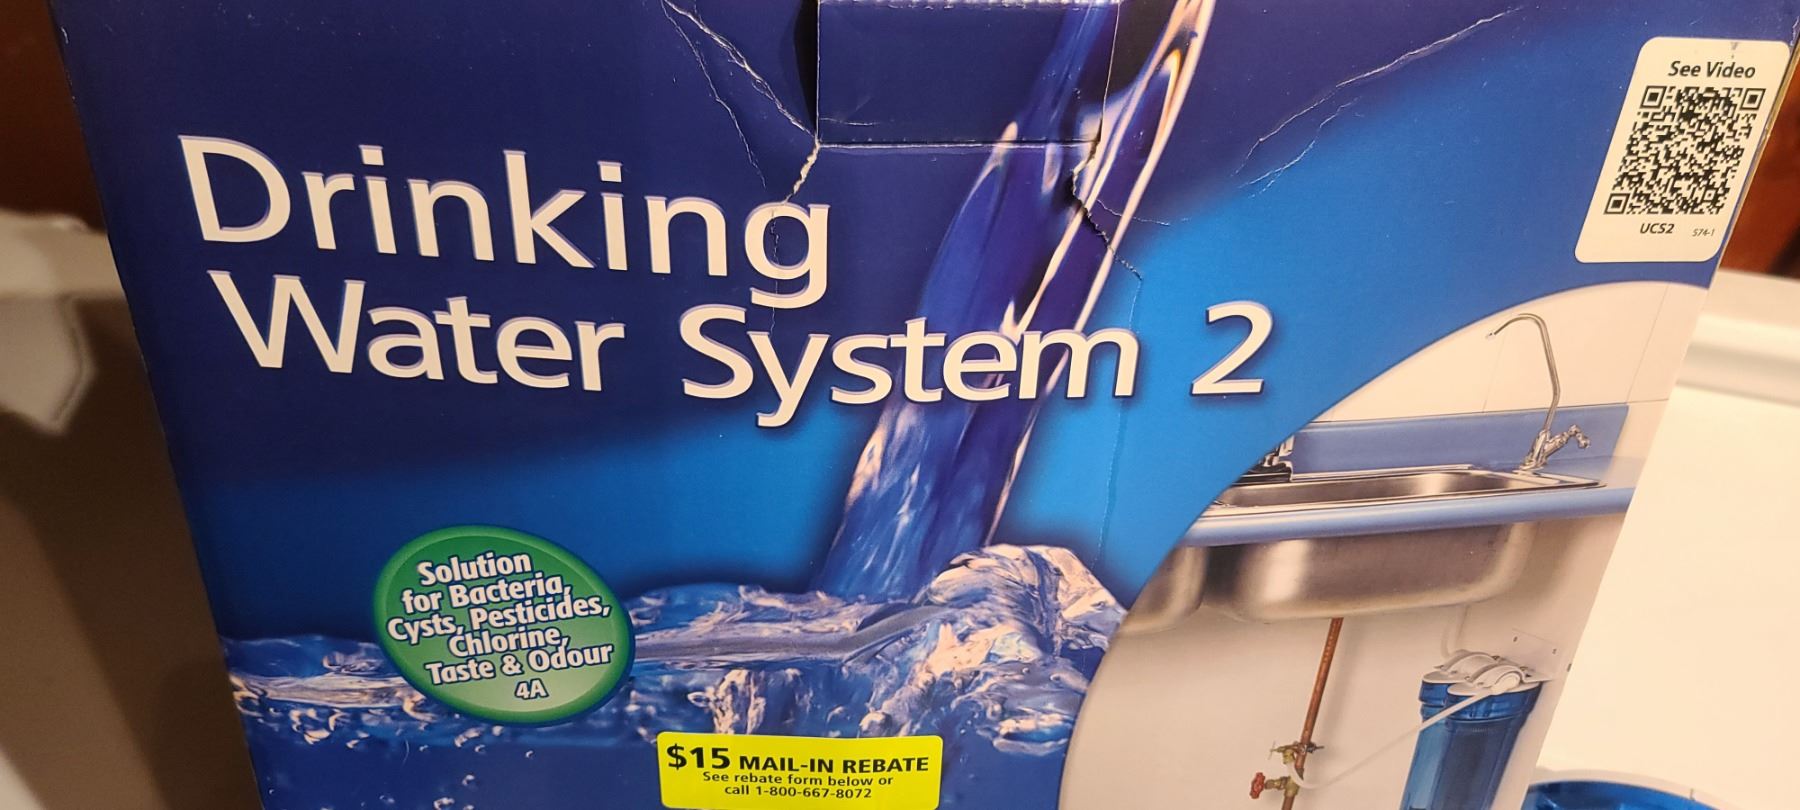 See Video
UCS2 574-1
Drinking
Water System 2
Solution
for Bacteria,
Cysts, Pesticides,
Chlorine,
Taste & Odour
4A
$15 MAIL-IN REBATE
See rebate form below or
call 1-800-667-8072